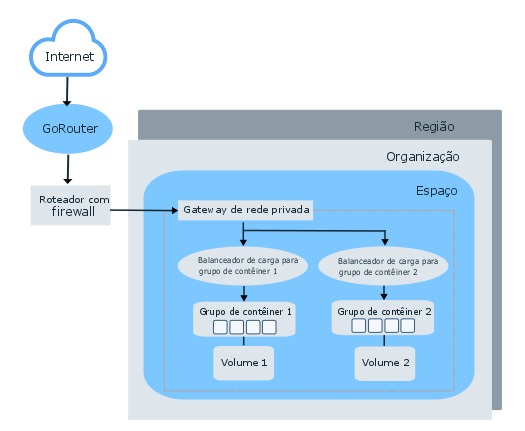 Internet
GoRouter
Roteador com
firewall
Região
Organização
Espaço
Gateway de rede privada
Balanceador de carga para
grupo de contêiner 1
Balanceador de carga para
grupo de contêiner 2
Grupo de contêiner 1
Grupo de contêiner 2
Volume 1
Volume 2